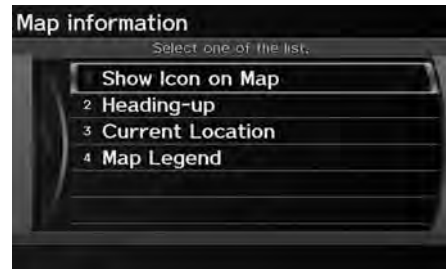 Map information
Select one of the list.
Show Icon on Map
2 Heading-up
3 Current Location
4 Map Legend